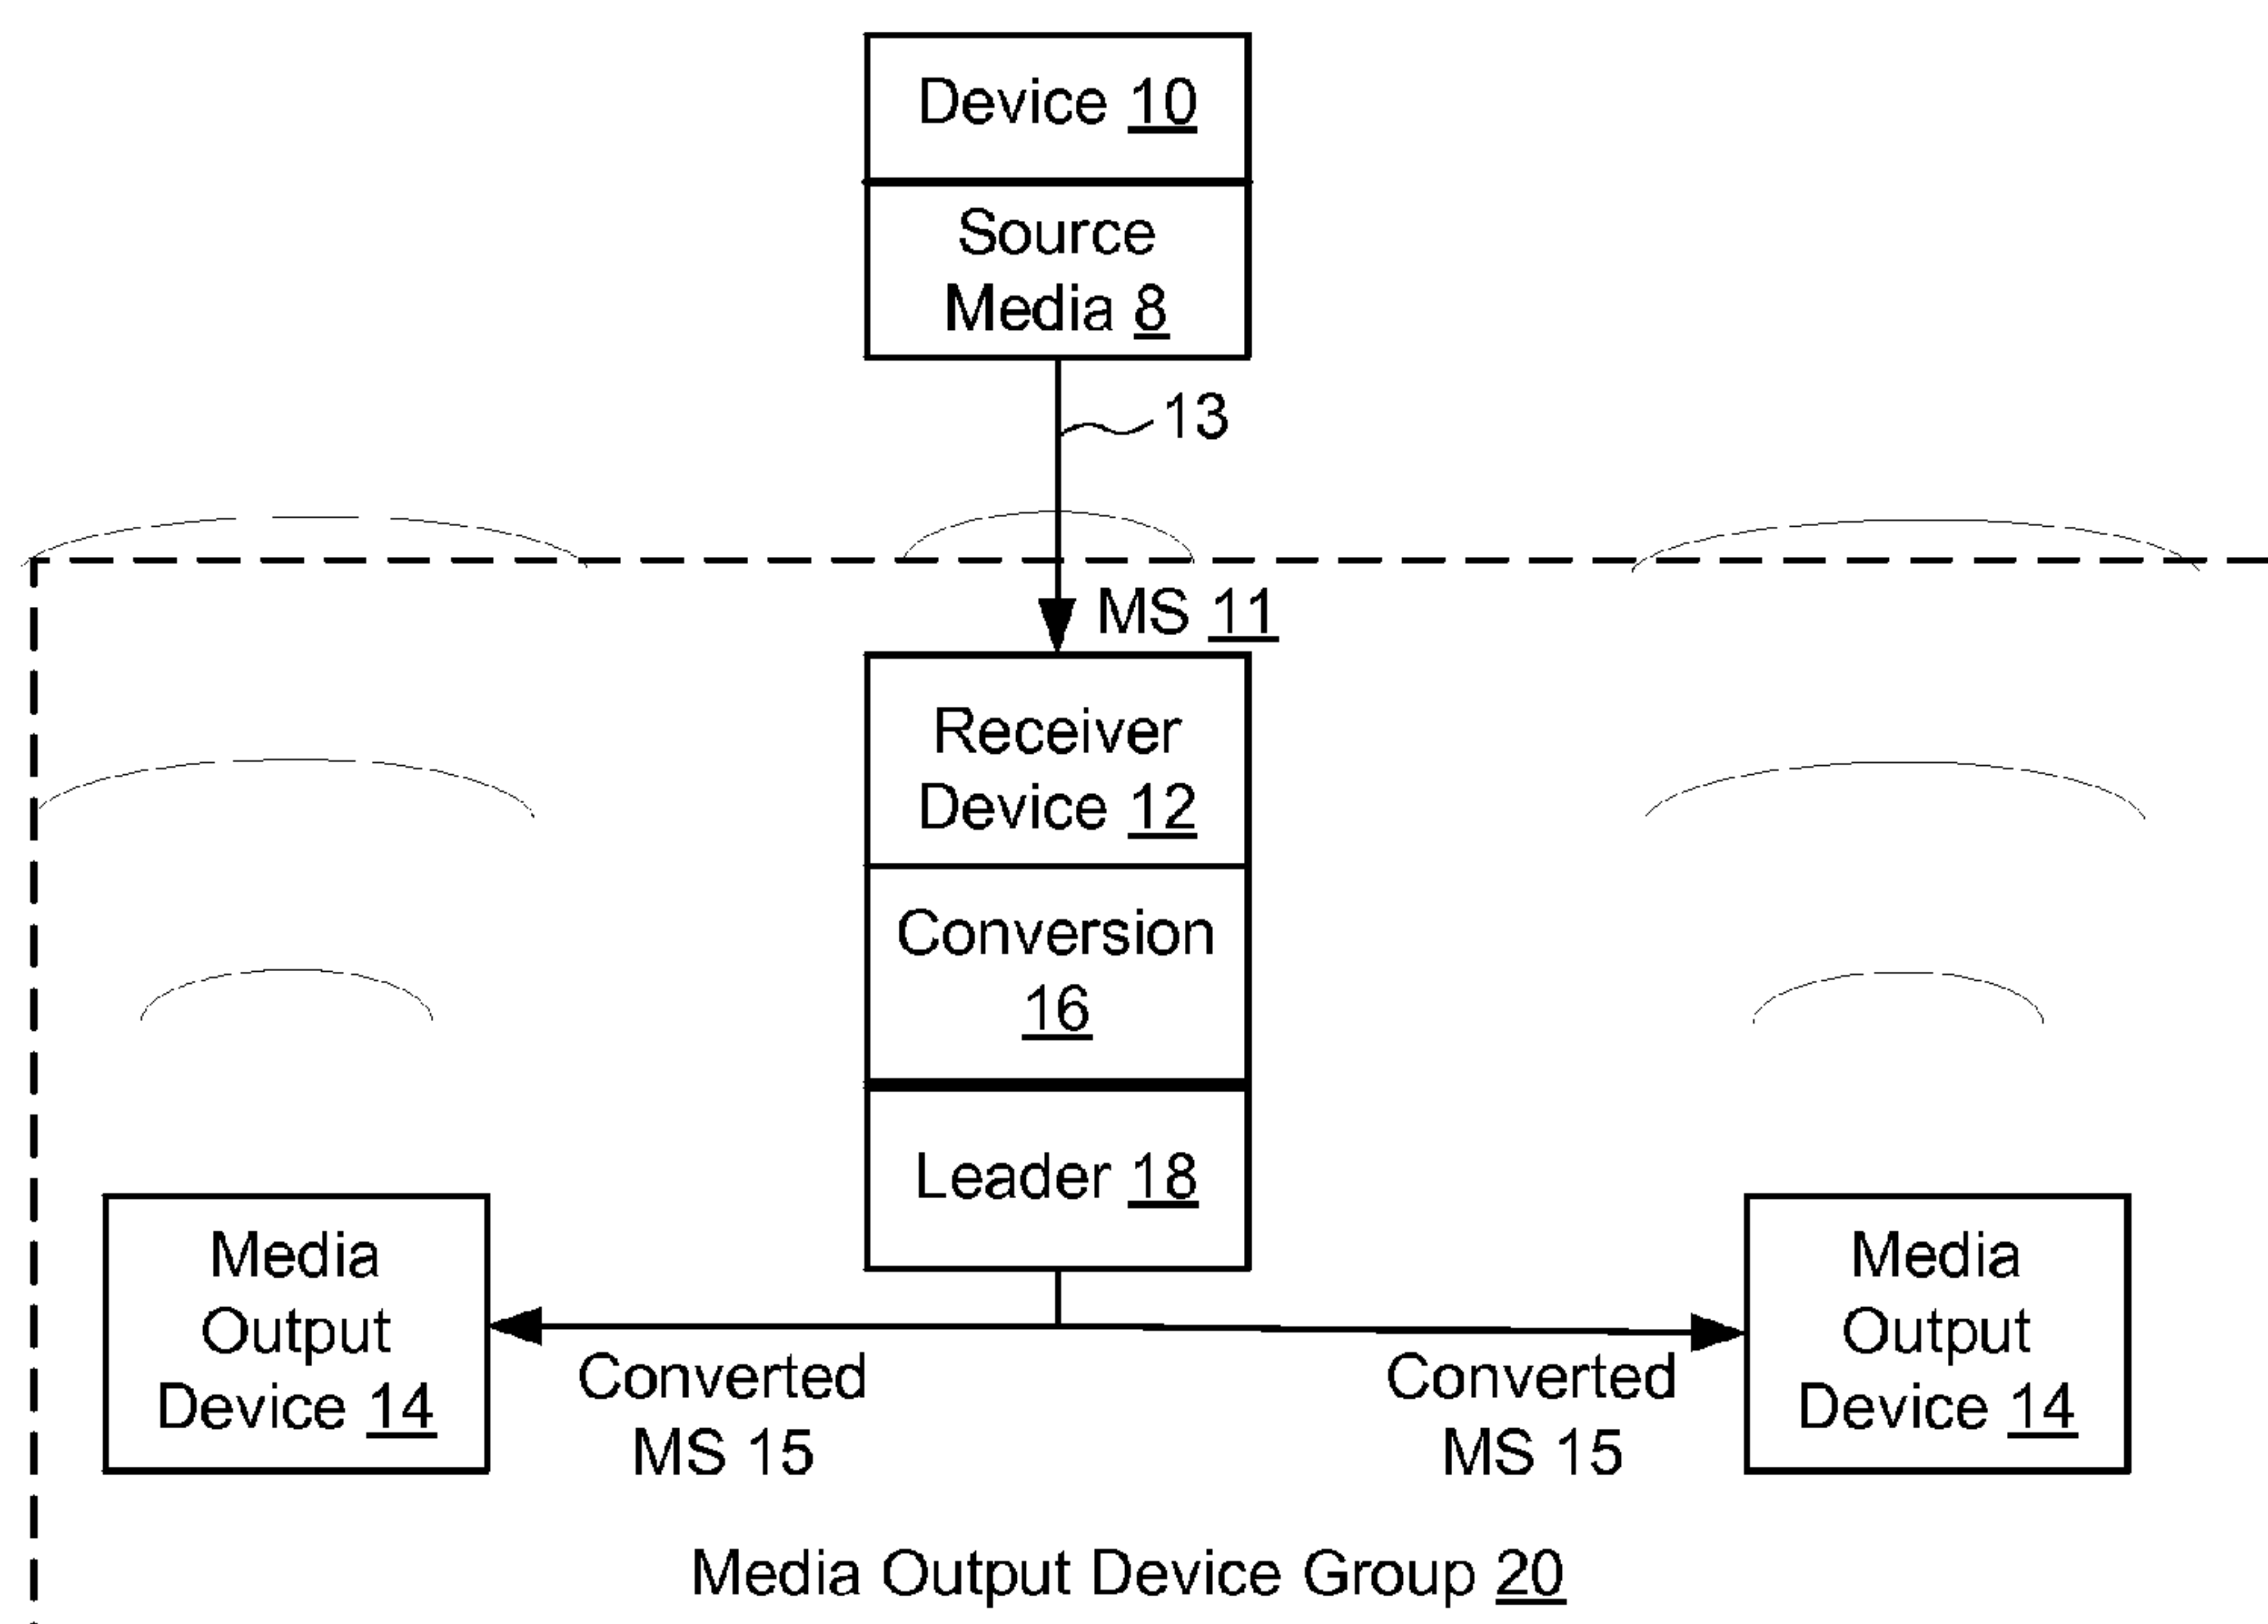 Device 10
Source
Media 8
13
MS 11
Receiver
Device 12
Conversion
16
Leader 18
Media
Output
Device 14
Converted
MS 15
Converted
MS 15
Media
Output
Device 14
Media Output Device Group 20